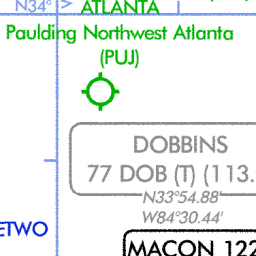 N34°
ATLANTA
Paulding Northwest Atlanta
(PUJ)
DOBBINS
77 DOB (T) (113.
N33°54.88'
W84°30.44'
ETWO
MACON 122